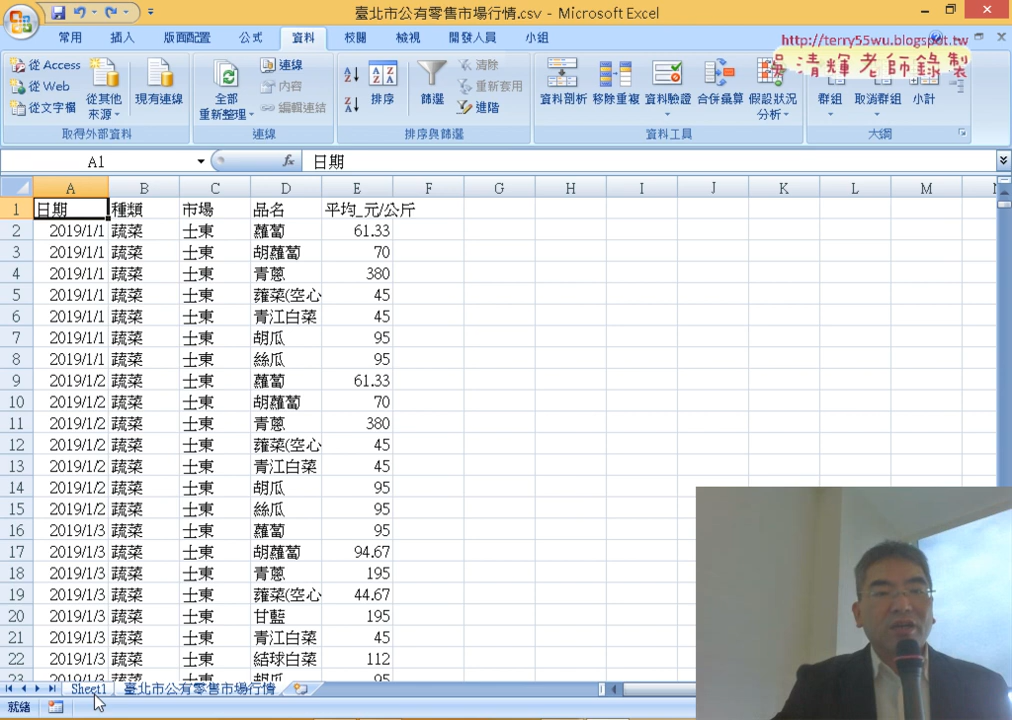 臺北市公有零售市場行情.csv - Microsoft Excel
常用 插入 版面配置 公式 資料 校閱 檢視 開發人員 小組
http://terry55wu.blogspot.tw
吳清輝老師錄製
從 Access
從 Web
從文字檔
從其他來源
現有連線
取得外部資料
全部重新整理
連線
內容
編輯連結
連線
排序
篩選
清除
重新套用
進階
排序與篩選
資料剖析 移除重複 資料驗證 合併彙算 假設狀況分析
資料工具
群組 取消群組 小計
大綱
A1 fx 日期
A B C D E F G H I J K L M
1 日期 種類 市場 品名 平均_元/公斤
2 2019/1/1 蔬菜 士東 蘿蔔 61.33
3 2019/1/1 蔬菜 士東 胡蘿蔔 70
4 2019/1/1 蔬菜 士東 青蔥 380
5 2019/1/1 蔬菜 士東 蕹菜(空心 45
6 2019/1/1 蔬菜 士東 青江白菜 45
7 2019/1/1 蔬菜 士東 胡瓜 95
8 2019/1/1 蔬菜 士東 絲瓜 95
9 2019/1/2 蔬菜 士東 蘿蔔 61.33
10 2019/1/2 蔬菜 士東 胡蘿蔔 70
11 2019/1/2 蔬菜 士東 青蔥 380
12 2019/1/2 蔬菜 士東 蕹菜(空心 45
13 2019/1/2 蔬菜 士東 青江白菜 45
14 2019/1/2 蔬菜 士東 胡瓜 95
15 2019/1/2 蔬菜 士東 絲瓜 95
16 2019/1/3 蔬菜 士東 蘿蔔 95
17 2019/1/3 蔬菜 士東 胡蘿蔔 94.67
18 2019/1/3 蔬菜 士東 青蔥 195
19 2019/1/3 蔬菜 士東 蕹菜(空心 44.67
20 2019/1/3 蔬菜 士東 甘藍 195
21 2019/1/3 蔬菜 士東 青江白菜 45
22 2019/1/3 蔬菜 士東 結球白菜 112
23 2019/1/3 蔬菜 士東 胡瓜 95
Sheet1 臺北市公有零售市場行情
就緒